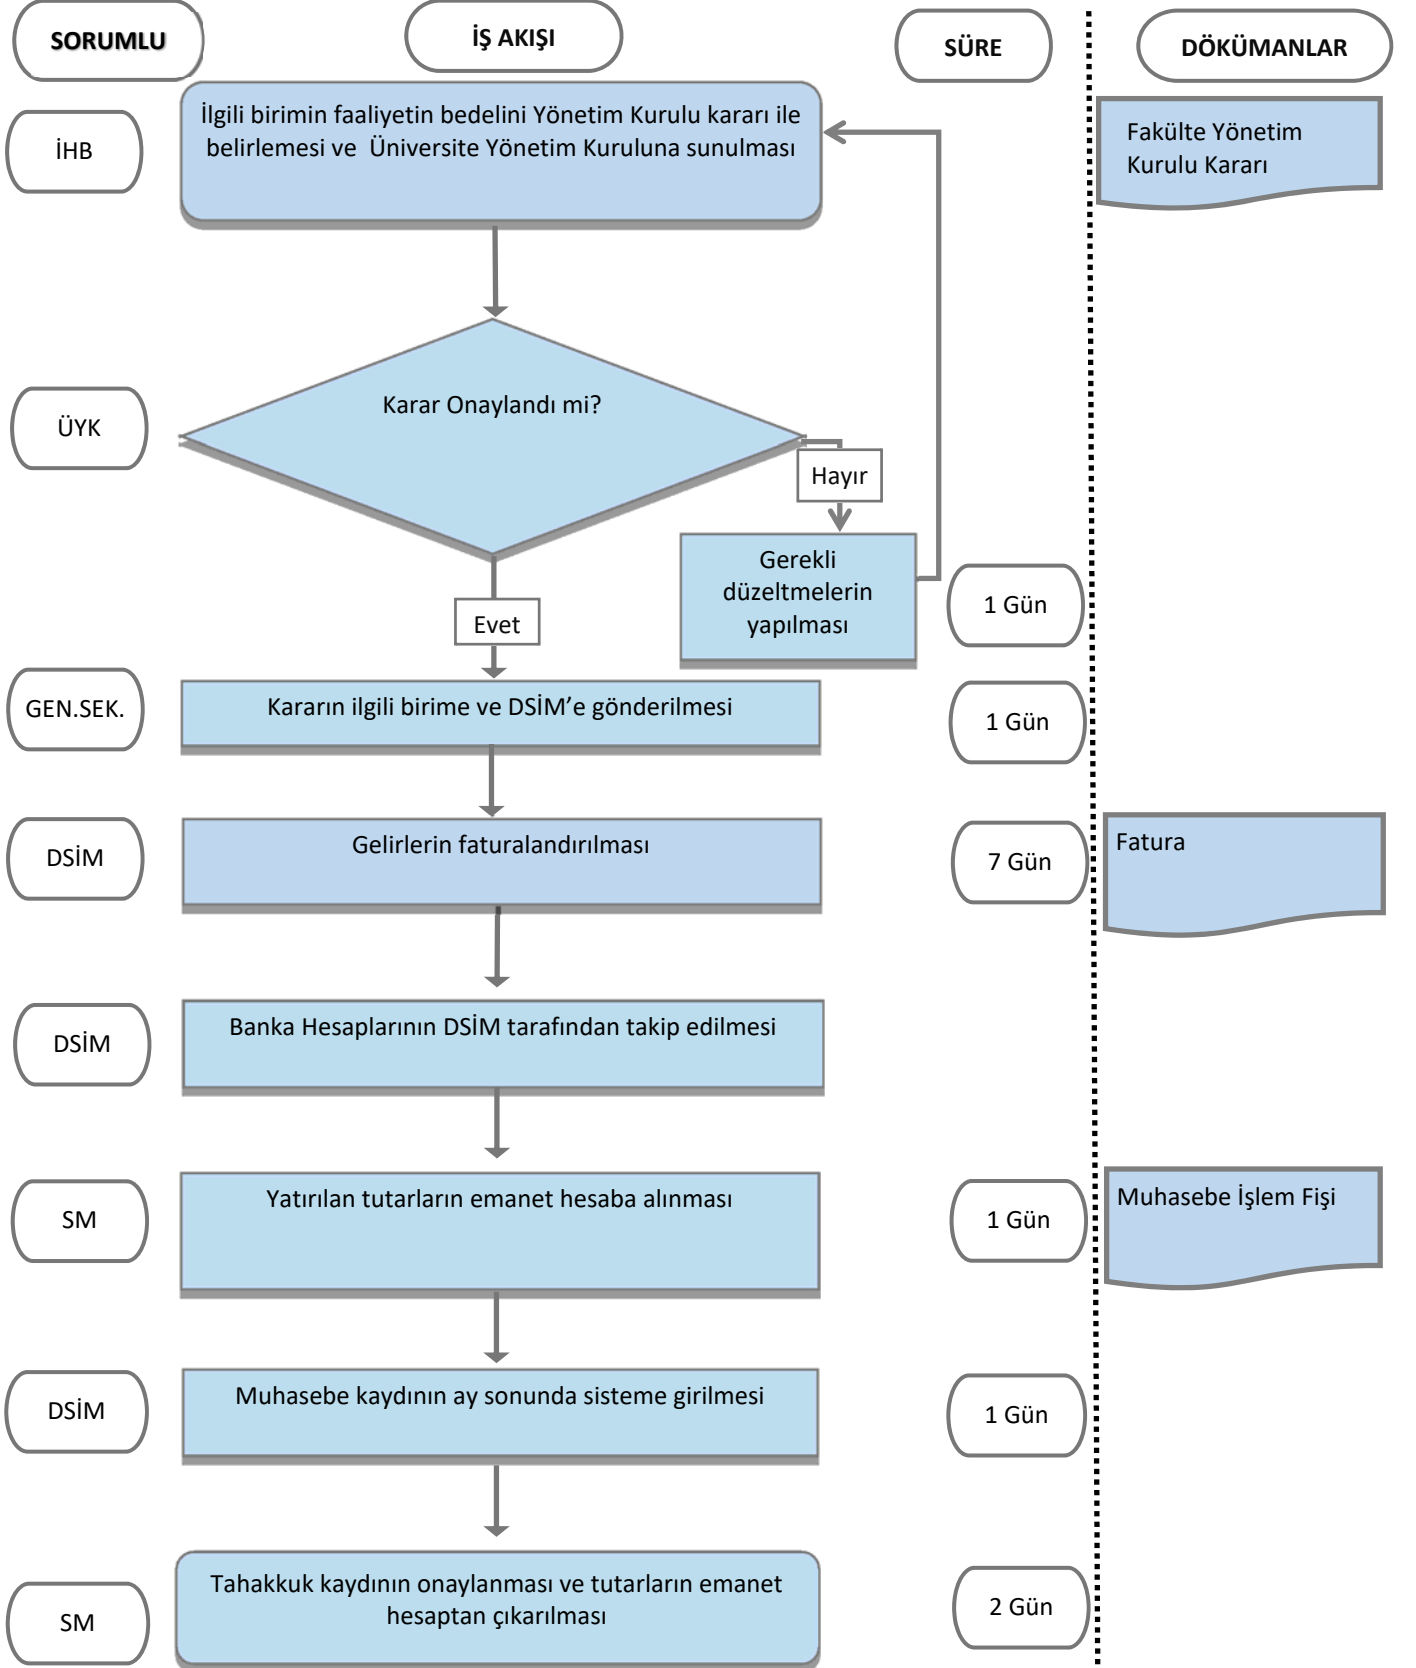 SORUMLU
İŞ AKIŞI
SÜRE
DÖKÜMANLAR
İHB
İlgili birimin faaliyetin bedelini Yönetim Kurulu kararı ile
belirlemesi ve Üniversite Yönetim Kuruluna sunulması
Fakülte Yönetim
Kurulu Kararı
ÜYK
Karar Onaylandı mi?
Hayır
Gerekli
düzeltmelerin
yapılması
1 Gün
Evet
GEN.SEK.
Kararın ilgili birime ve DSİM’e gönderilmesi
1 Gün
DSİM
Gelirlerin faturalandırılması
7 Gün
Fatura
DSİM
Banka Hesaplarının DSİM tarafından takip edilmesi
SM
Yatırılan tutarların emanet hesaba alınması
1 Gün
Muhasebe İşlem Fişi
DSİM
Muhasebe kaydının ay sonunda sisteme girilmesi
1 Gün
SM
Tahakkuk kaydının onaylanması ve tutarların emanet
hesaptan çıkarılması
2 Gün